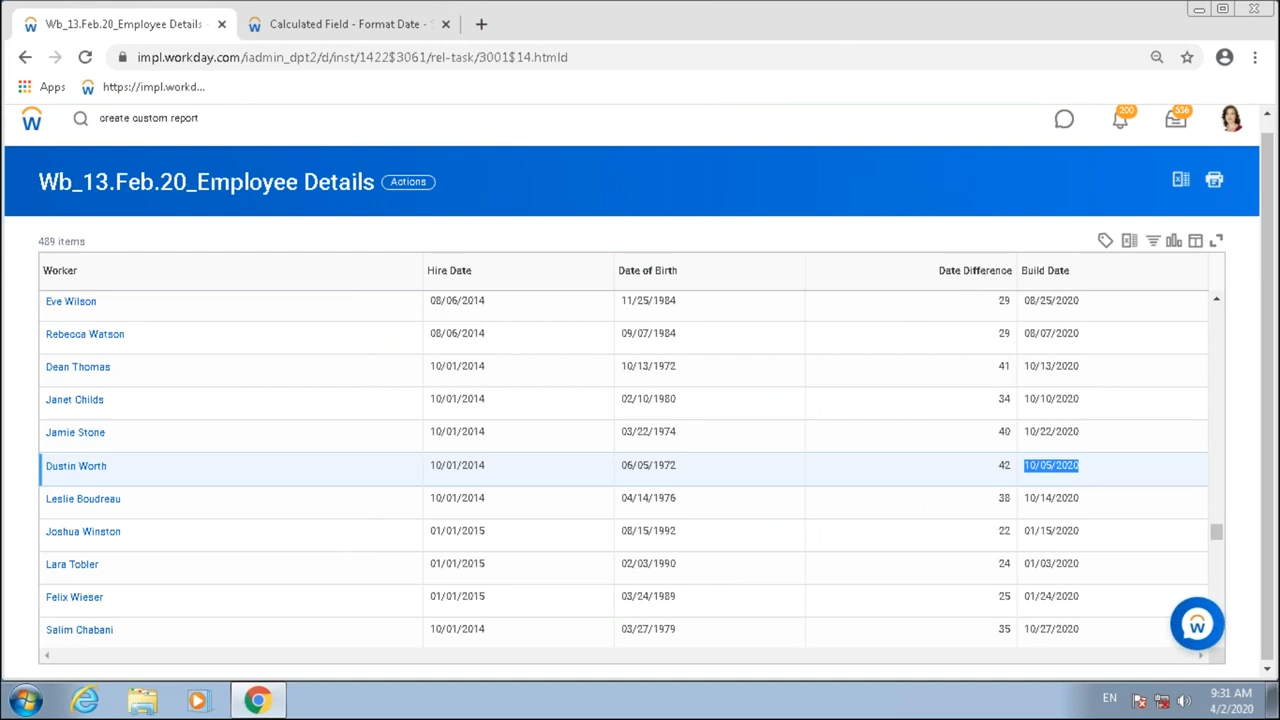 Wb_13.Feb.20_Employee Details -
Calculated Field - Format Date -
impl.workday.com/iadmin_dpt2/d/inst/1422$3061/rel-task/3001$14.htmld
Apps https://impl.workd...
W create custom report 200 536
Wb_13.Feb.20_Employee Details Actions
489 items
Worker Hire Date Date of Birth Date Difference Build Date
Eve Wilson 08/06/2014 11/25/1984 29 08/25/2020
Rebecca Watson 08/06/2014 09/07/1984 29 08/07/2020
Dean Thomas 10/01/2014 10/13/1972 41 10/13/2020
Janet Childs 10/01/2014 02/10/1980 34 10/10/2020
Jamie Stone 10/01/2014 03/22/1974 40 10/22/2020
Dustin Worth 10/01/2014 06/05/1972 42 10/05/2020
Leslie Boudreau 10/01/2014 04/14/1976 38 10/14/2020
Joshua Winston 01/01/2015 08/15/1992 22 01/15/2020
Lara Tobler 01/01/2015 02/03/1990 24 01/03/2020
Felix Wieser 01/01/2015 03/24/1989 25 01/24/2020
Salim Chabani 10/01/2014 03/27/1979 35 10/27/2020
W
EN 9:31 AM
4/2/2020